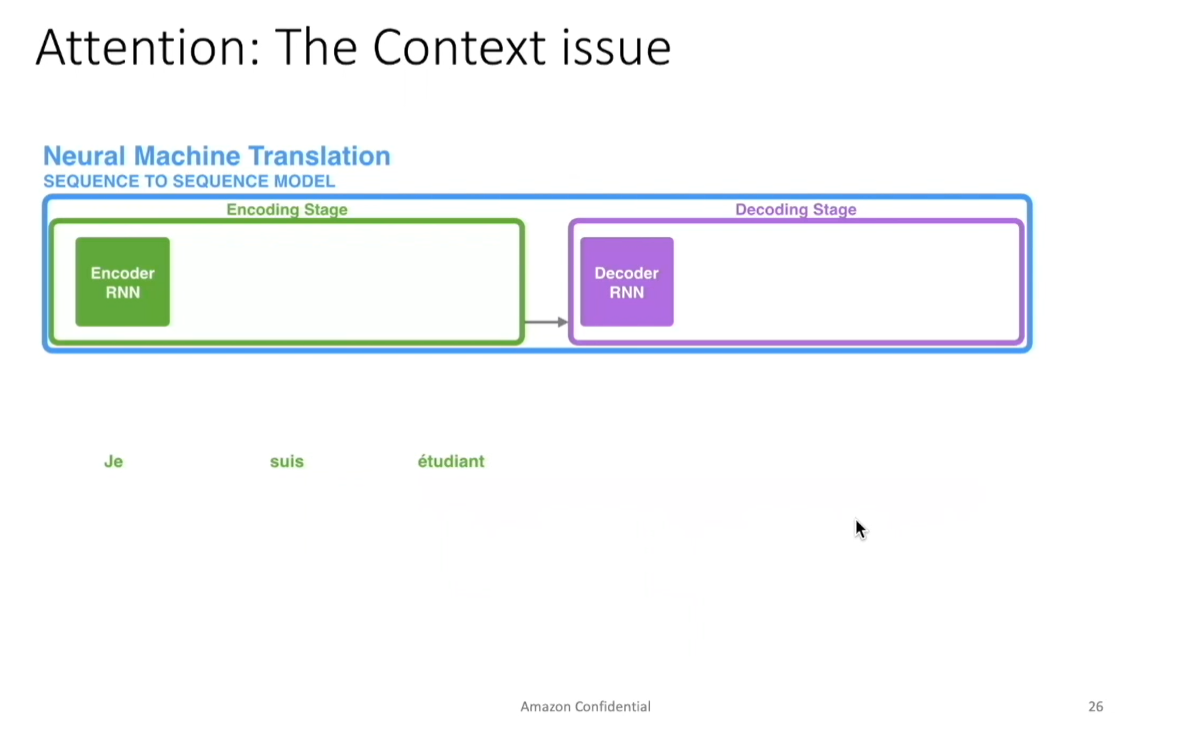 Attention: The Context issue
Neural Machine Translation
SEQUENCE TO SEQUENCE MODEL
Encoding Stage
Decoding Stage
Encoder
RNN
Decoder
RNN
Je suis étudiant
Amazon Confidential
26